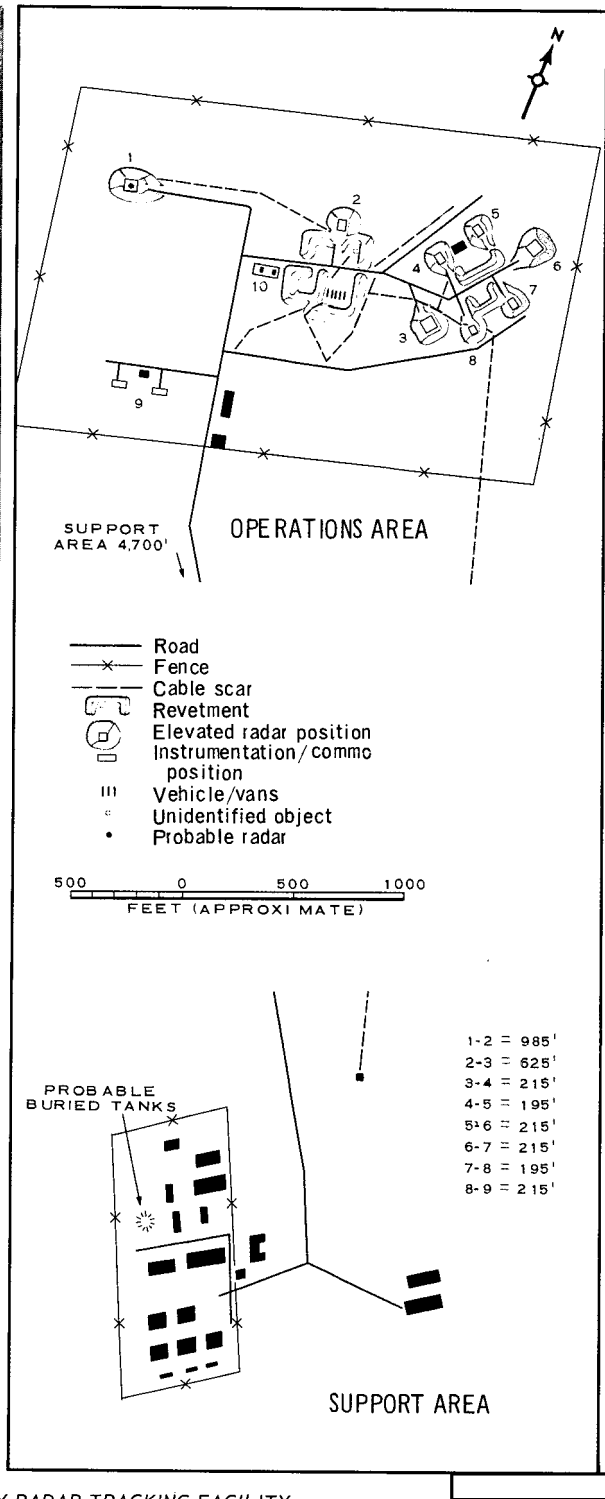 N
1
2
3
4
5
6
7
8
9
10
SUPPORT
AREA 4,700'
OPERATIONS AREA
Road
Fence
Cable scar
Revetment
Elevated radar position
Instrumentation/commo
position
Vehicle/vans
Unidentified object
Probable radar
500 0 500 1000
FEET (APPROXIMATE)
1-2 = 985'
2-3 = 625'
3-4 = 215'
4-5 = 195'
5-6 = 215'
6-7 = 215'
7-8 = 195'
8-9 = 215'
PROBABLE
BURIED TANKS
SUPPORT AREA
RADAR TRACKING FACILITY